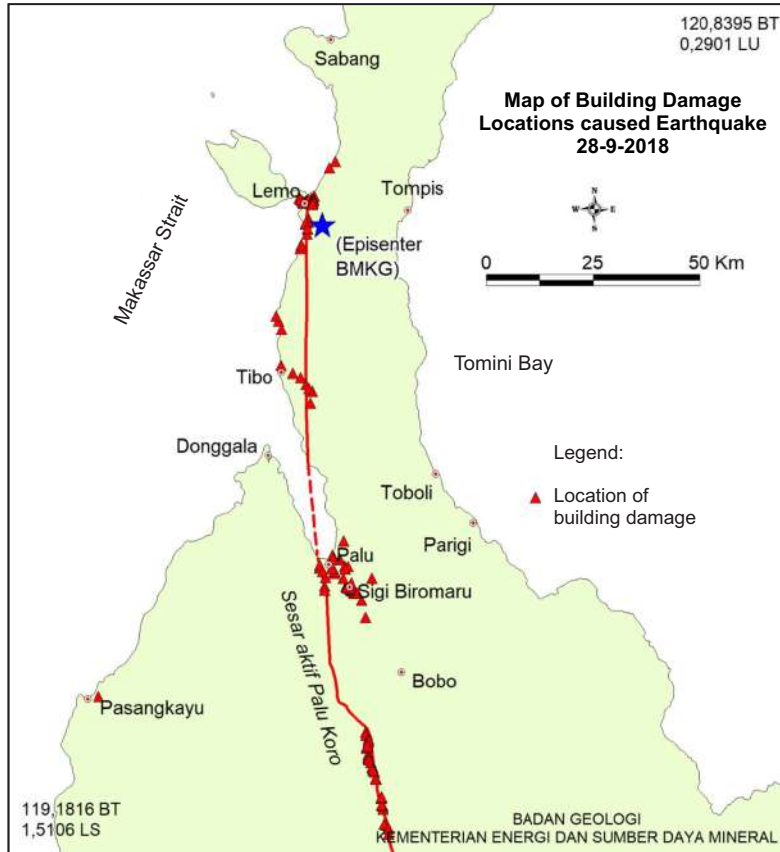 120,8395 BT
0,2901 LU
Sabang
Map of Building Damage
Locations caused Earthquake
28-9-2018
N
W E
S
Lemo
Tompis
Makassar Strait
(Episenter
BMKG)
0 25 50 Km
Tibo
Tomini Bay
Donggala
Legend:
Toboli
Location of
building damage
Parigi
Palu
Sigi Biromaru
Sesar aktif Palu Koro
Bobo
Pasangkayu
119,1816 BT
1,5106 LS
BADAN GEOLOGI
KEMENTERIAN ENERGI DAN SUMBER DAYA MINERAL